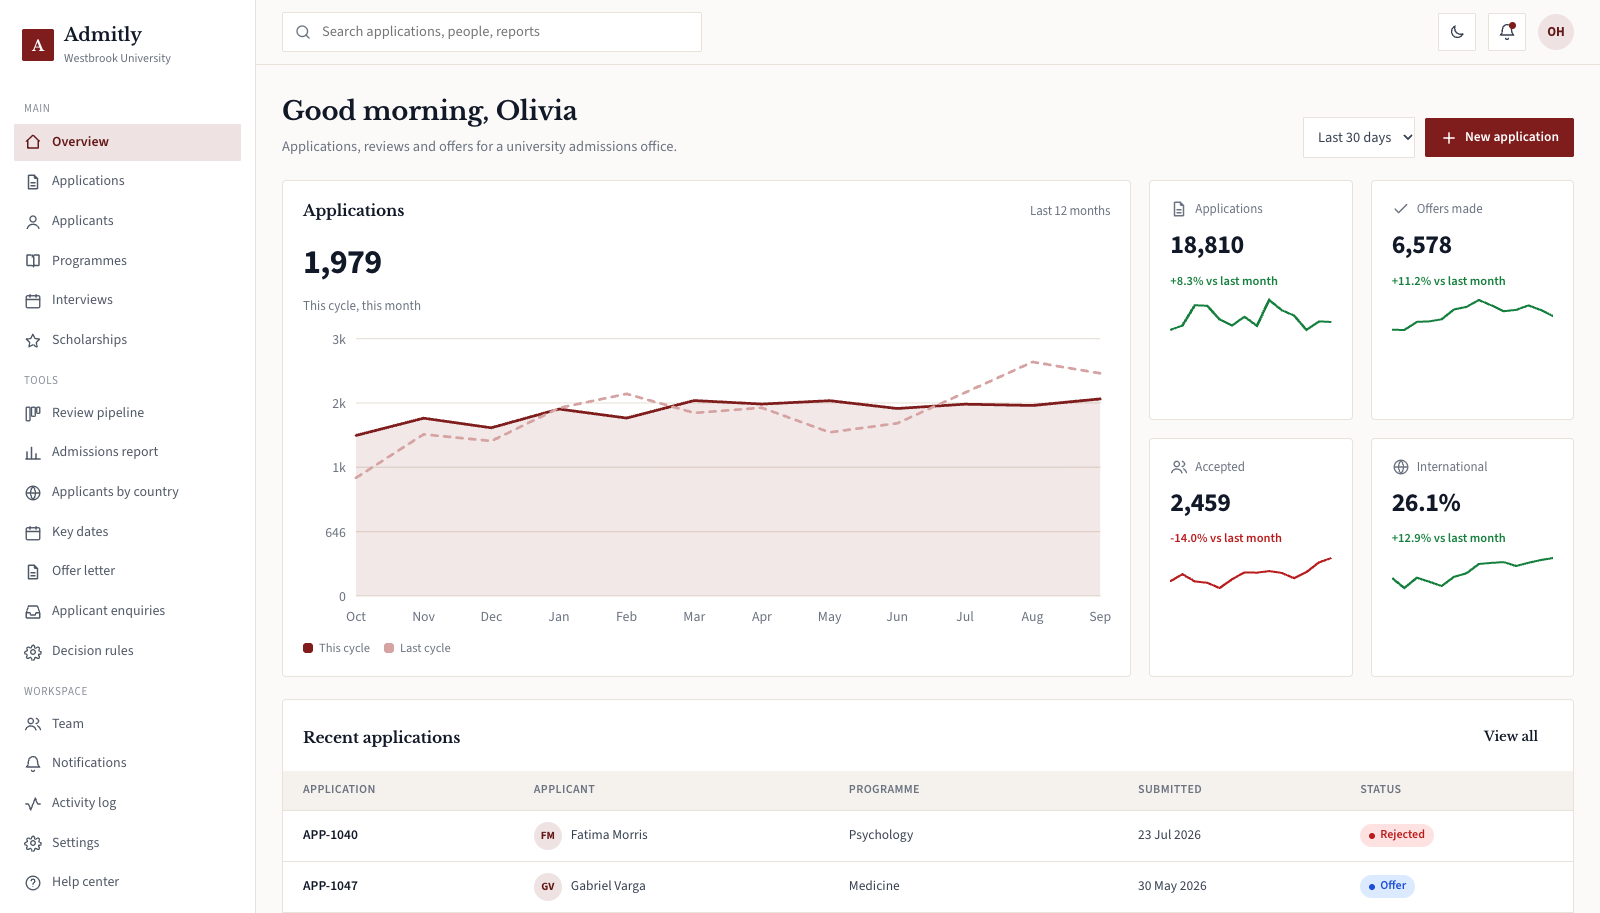 A
Admitly
Westbrook University
MAIN
Overview
Applications
Applicants
Programmes
Interviews
Scholarships
TOOLS
Review pipeline
Admissions report
Applicants by country
Key dates
Offer letter
Applicant enquiries
Decision rules
WORKSPACE
Team
Notifications
Activity log
Settings
Help center
Search applications, people, reports
OH
Good morning, Olivia
Applications, reviews and offers for a university admissions office.
Last 30 days
New application
Applications
Last 12 months
1,979
This cycle, this month
3k
2k
1k
646
0
Oct Nov Dec Jan Feb Mar Apr May Jun Jul Aug Sep
This cycle Last cycle
Applications
18,810
+8.3% vs last month
Offers made
6,578
+11.2% vs last month
Accepted
2,459
-14.0% vs last month
International
26.1%
+12.9% vs last month
Recent applications
View all
APPLICATION APPLICANT PROGRAMME SUBMITTED STATUS
APP-1040 FM Fatima Morris Psychology 23 Jul 2026 Rejected
APP-1047 GV Gabriel Varga Medicine 30 May 2026 Offer